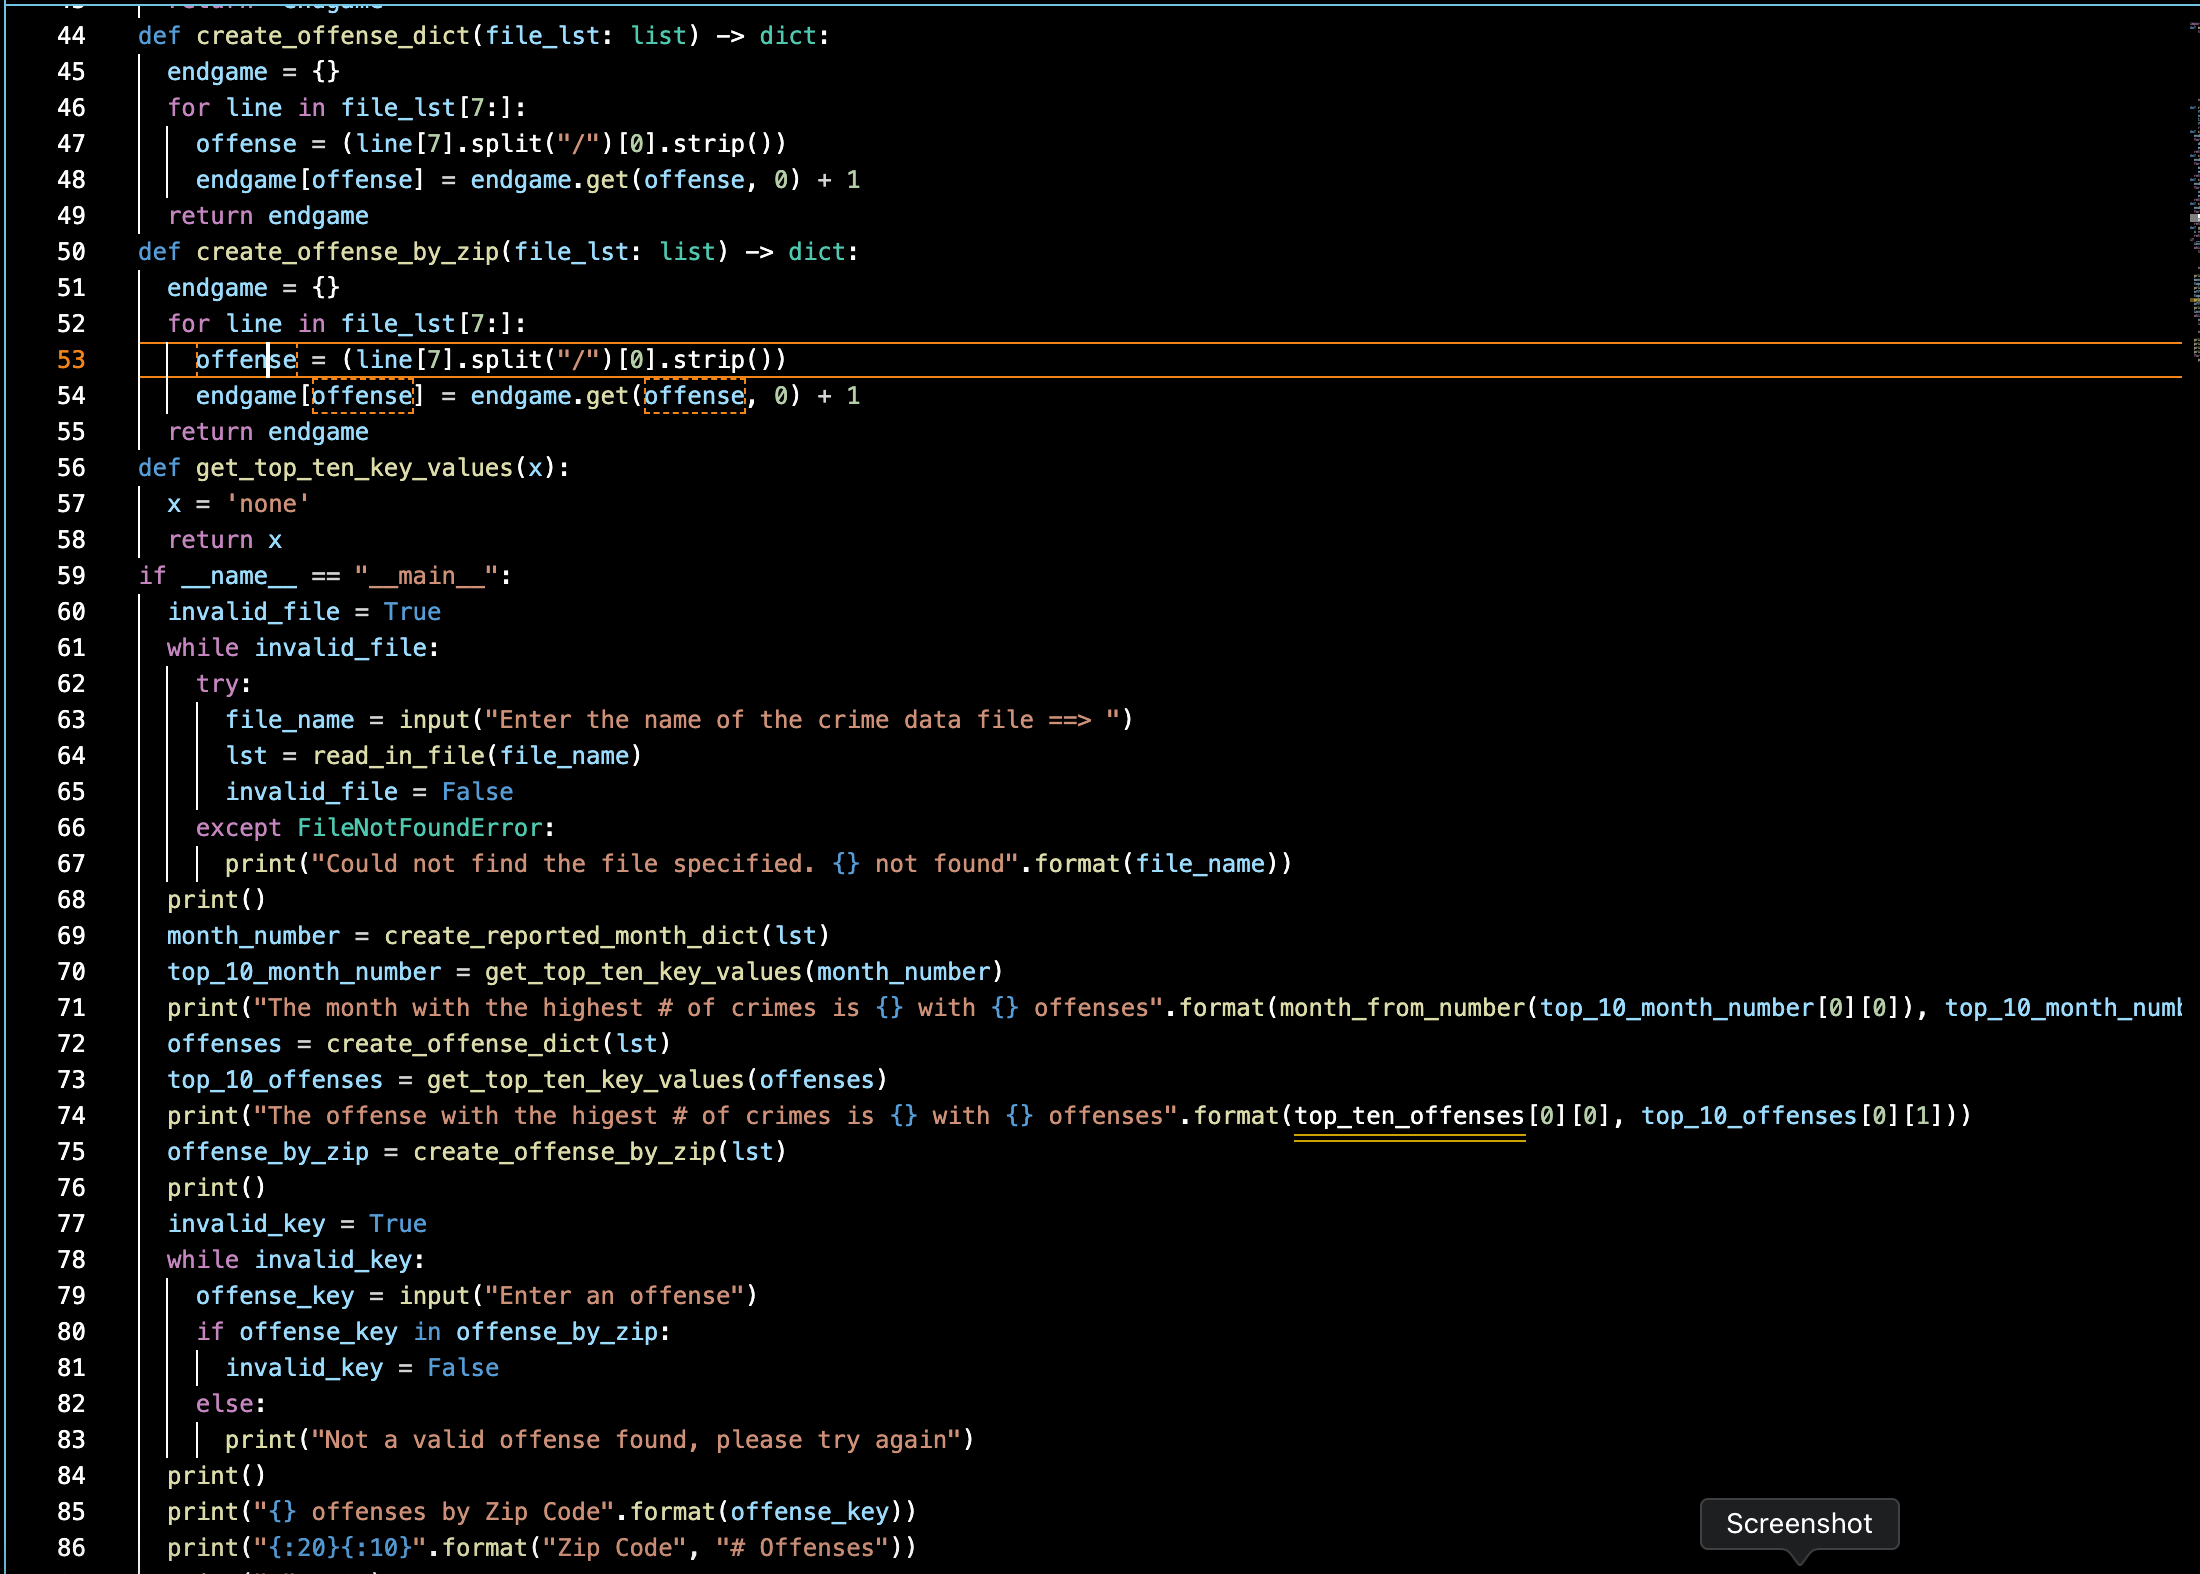 return endgame
44 def create_offense_dict(file_lst: list) -> dict:
45 endgame = {}
46 for line in file_lst[7:]:
47 offense = (line[7].split("/")[0].strip())
48 endgame[offense] = endgame.get(offense, 0) + 1
49 return endgame
50 def create_offense_by_zip(file_lst: list) -> dict:
51 endgame = {}
52 for line in file_lst[7:]:
53 offense = (line[7].split("/")[0].strip())
54 endgame[offense] = endgame.get(offense, 0) + 1
55 return endgame
56 def get_top_ten_key_values(x):
57 x = 'none'
58 return x
59 if __name__ == "__main__":
60 invalid_file = True
61 while invalid_file:
62 try:
63 file_name = input("Enter the name of the crime data file ==> ")
64 lst = read_in_file(file_name)
65 invalid_file = False
66 except FileNotFoundError:
67 print("Could not find the file specified. {} not found".format(file_name))
68 print()
69 month_number = create_reported_month_dict(lst)
70 top_10_month_number = get_top_ten_key_values(month_number)
71 print("The month with the highest # of crimes is {} with {} offenses".format(month_from_number(top_10_month_number[0][0]), top_10_month_numb
72 offenses = create_offense_dict(lst)
73 top_10_offenses = get_top_ten_key_values(offenses)
74 print("The offense with the higest # of crimes is {} with {} offenses".format(top_ten_offenses[0][0], top_10_offenses[0][1]))
75 offense_by_zip = create_offense_by_zip(lst)
76 print()
77 invalid_key = True
78 while invalid_key:
79 offense_key = input("Enter an offense")
80 if offense_key in offense_by_zip:
81 invalid_key = False
82 else:
83 print("Not a valid offense found, please try again")
84 print()
85 print("{} offenses by Zip Code".format(offense_key))
86 print("{:20}{:10}".format("Zip Code", "# Offenses"))
Screenshot